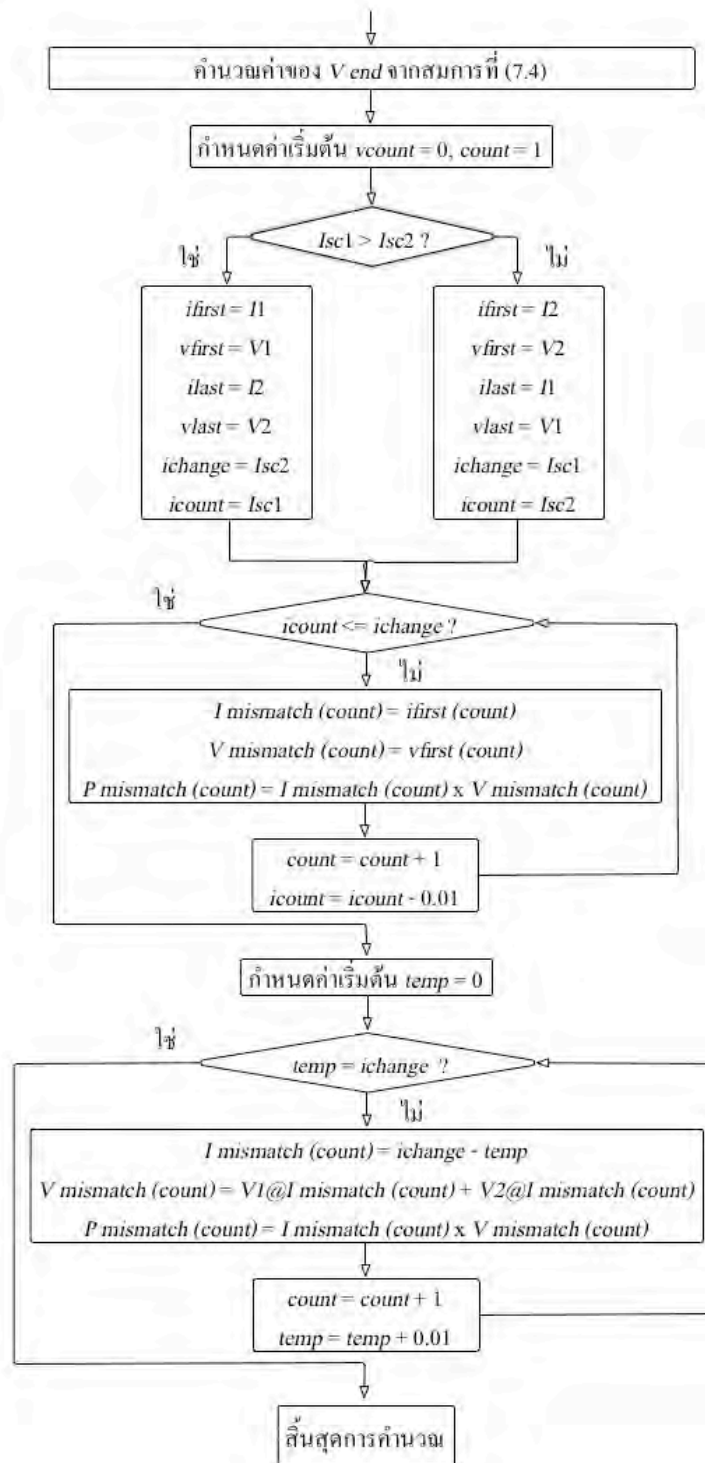 คำนวณค่าของ V end จากสมการที่ (7.4)
กำหนดค่าเริ่มต้น vcount = 0, count = 1
Isc1 > Isc2 ?
ใช่
ไม่
ifirst = I1
vfirst = V1
ilast = I2
vlast = V2
ichange = Isc2
icount = Isc1
ifirst = I2
vfirst = V2
ilast = I1
vlast = V1
ichange = Isc1
icount = Isc2
ใช่
icount <= ichange ?
ไม่
I mismatch (count) = ifirst (count)
V mismatch (count) = vfirst (count)
P mismatch (count) = I mismatch (count) x V mismatch (count)
count = count + 1
icount = icount - 0.01
กำหนดค่าเริ่มต้น temp = 0
ใช่
temp = ichange ?
ไม่
I mismatch (count) = ichange - temp
V mismatch (count) = V1@I mismatch (count) + V2@I mismatch (count)
P mismatch (count) = I mismatch (count) x V mismatch (count)
count = count + 1
temp = temp + 0.01
สิ้นสุดการคำนวณ